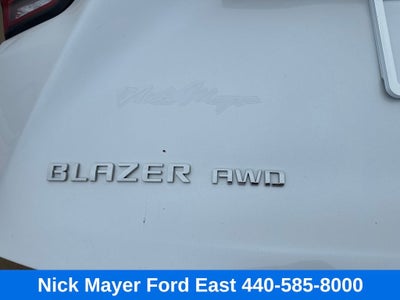 Nick Mayer
BLAZER AWD
Nick Mayer Ford East 440-585-8000